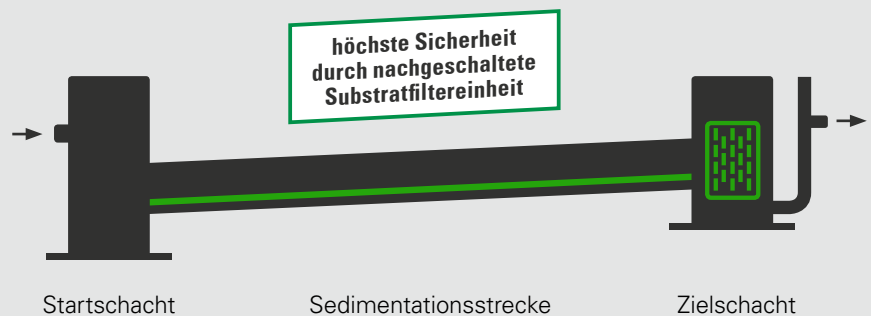 höchste Sicherheit
durch nachgeschaltete
Substratfiltereinheit
Startschacht
Sedimentationsstrecke
Zielschacht